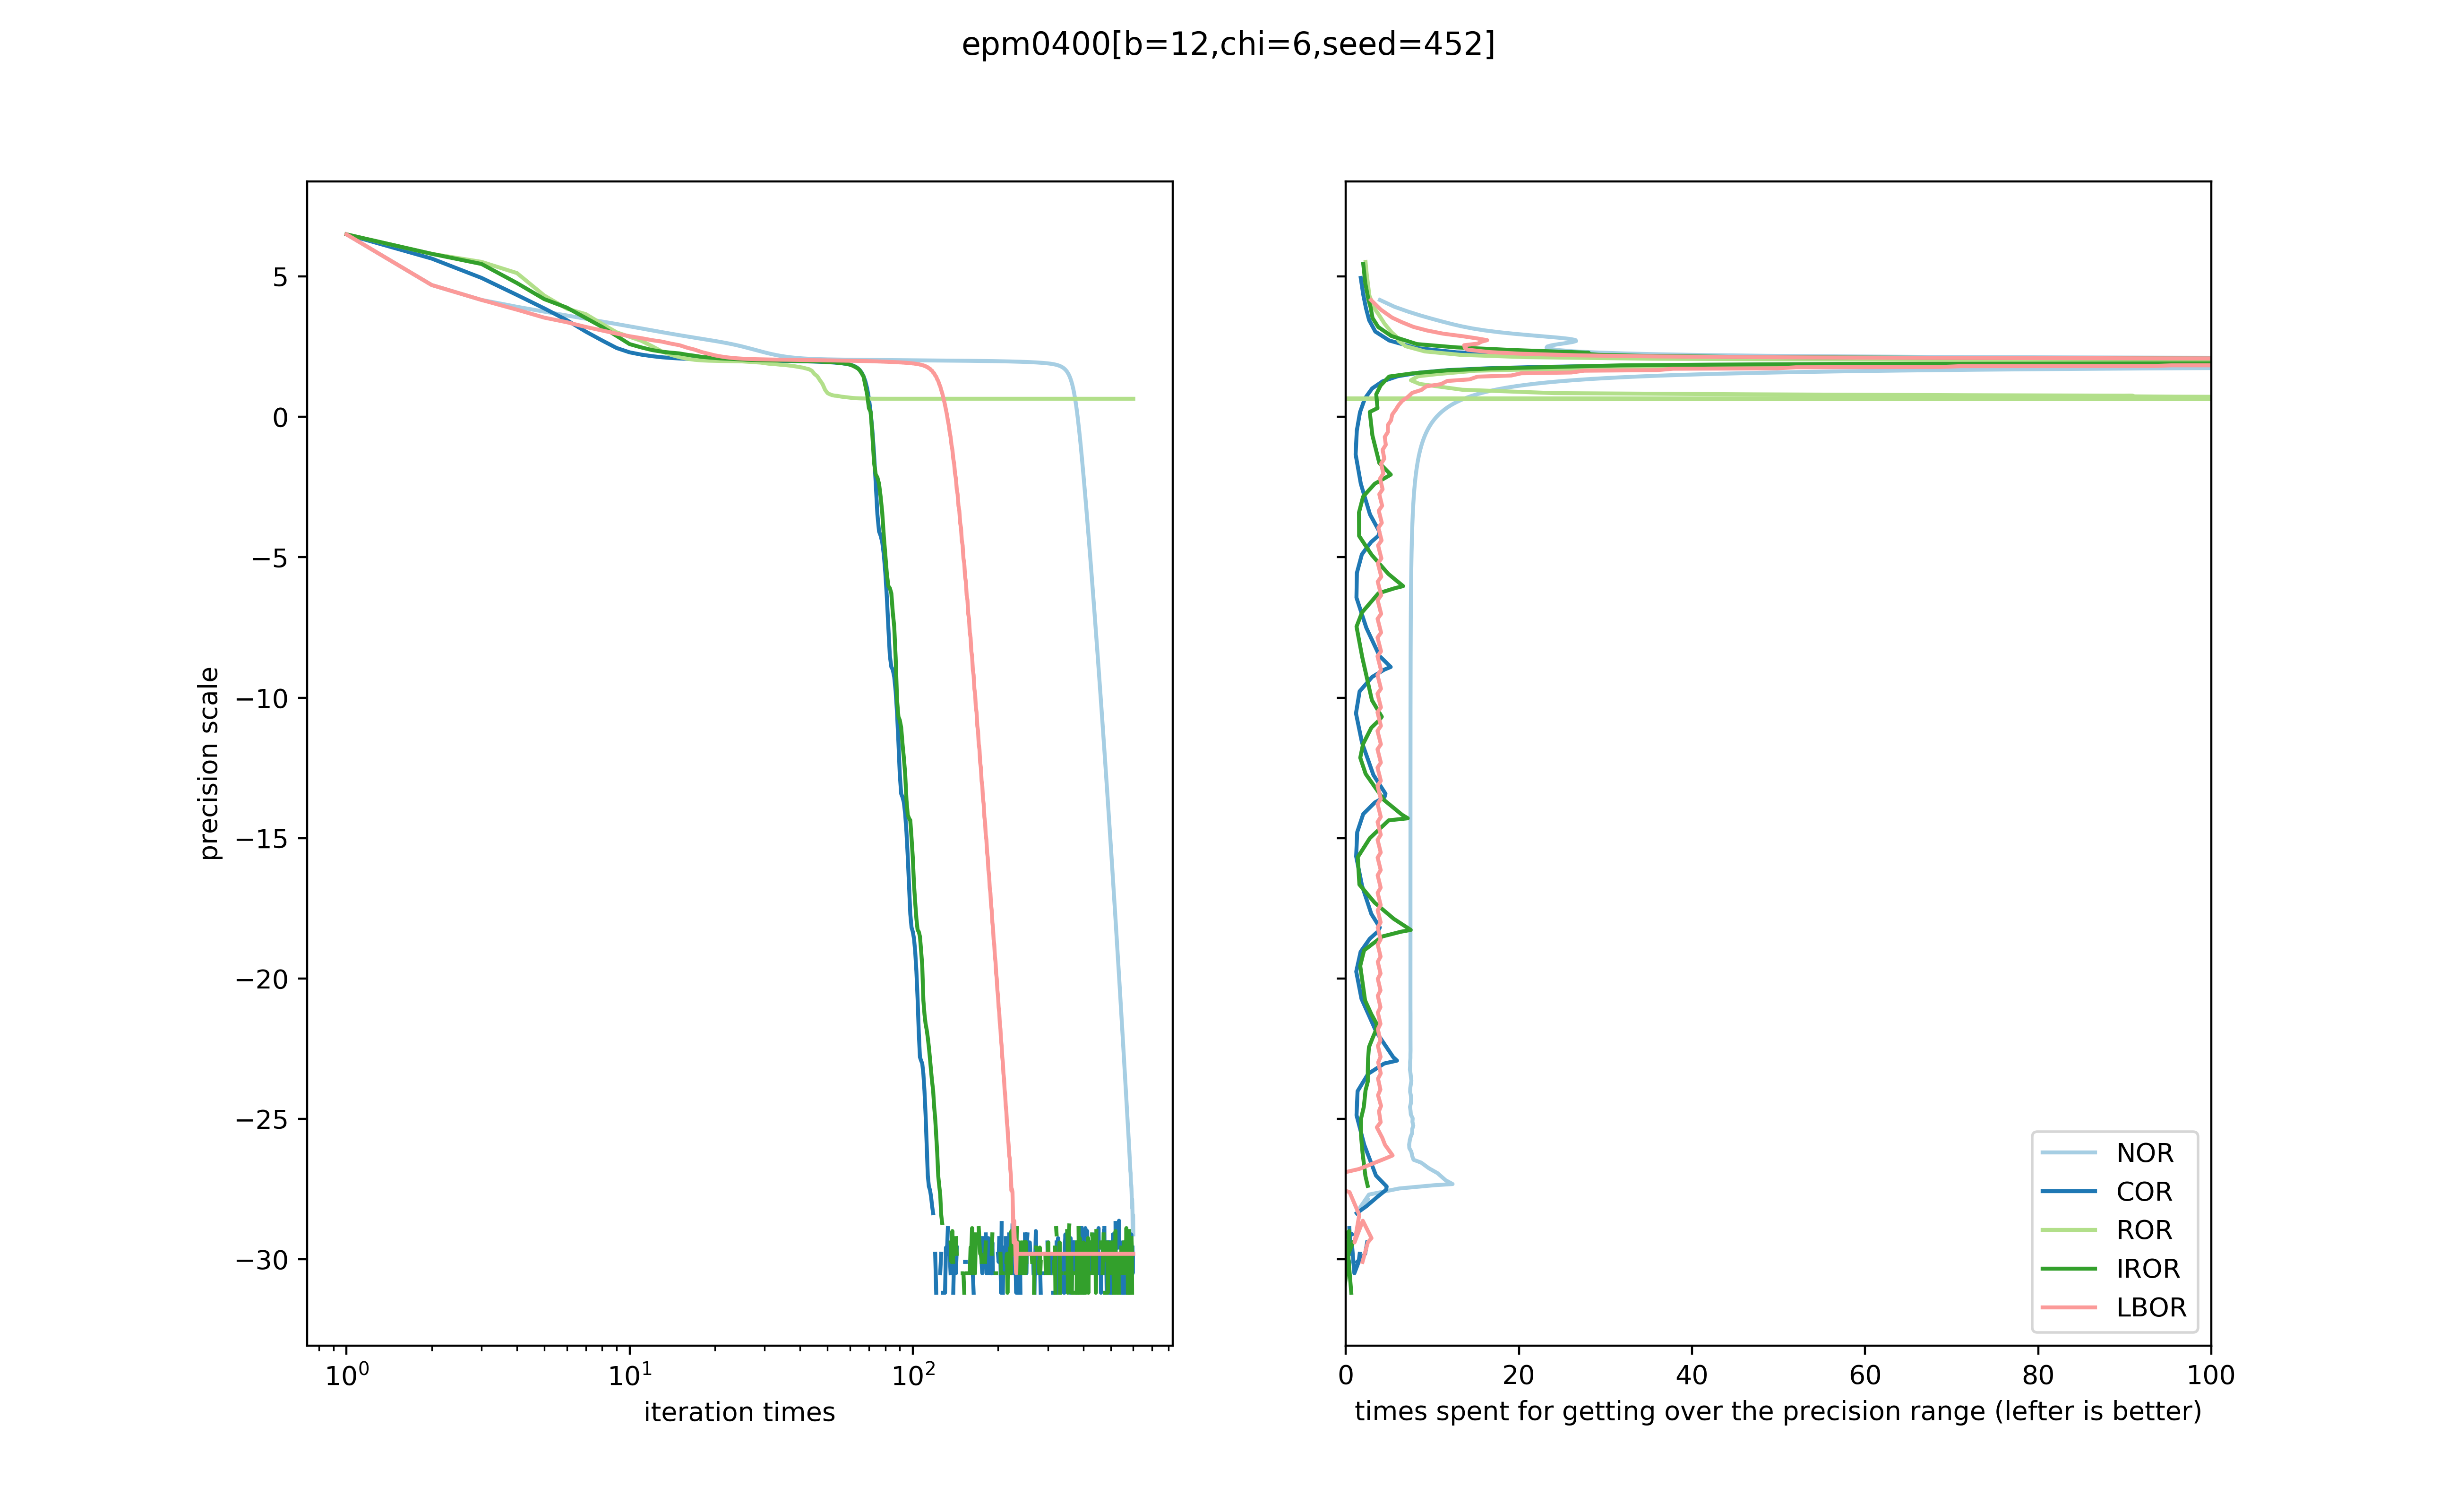 epm0400[b=12,chi=6,seed=452]
precision scale
5
0
−5
−10
−15
−20
−25
−30
10⁰
10¹
10²
iteration times
0
20
40
60
80
100
times spent for getting over the precision range (lefter is better)
NOR
COR
ROR
IROR
LBOR